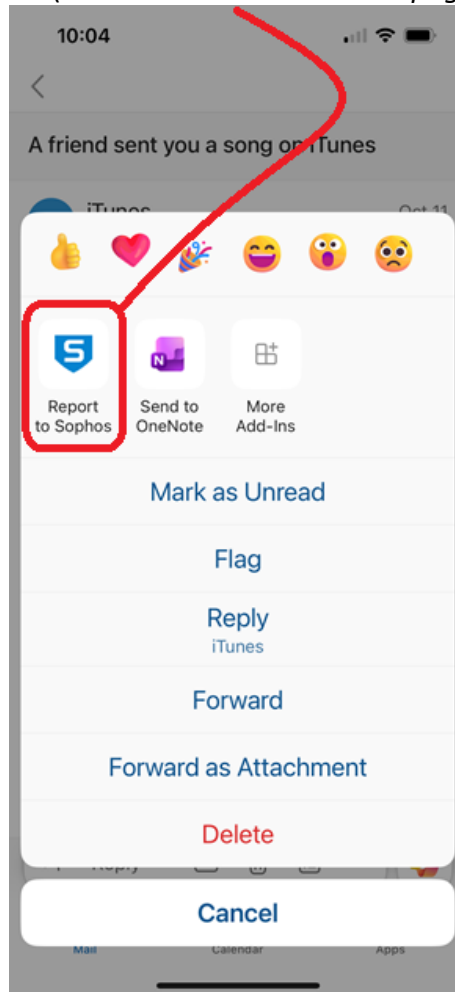 10:04
A friend sent you a song on iTunes
iTunes
Oct 11
Report
to Sophos
Send to
OneNote
More
Add-Ins
Mark as Unread
Flag
Reply
iTunes
Forward
Forward as Attachment
Delete
Reply
Cancel
Mail
Calendar
Apps